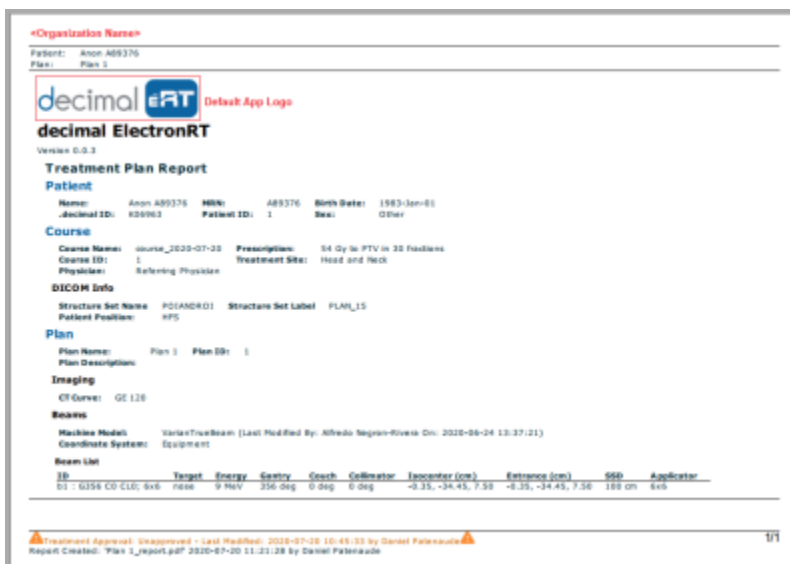 <Organization Name>
Patient: Anon A89376
Plan: Plan 1
decimal eRT Default App Logo
decimal ElectronRT
Version 0.0.3
Treatment Plan Report
Patient
Name: Anon A89376 MRN: A89376 Birth Date: 1983-Jan-01
.decimal ID: K06963 Patient ID: 1 Sex: Other
Course
Course Name: course_2020-07-20 Prescription: 54 Gy to PTV in 30 fractions
Course ID: 1 Treatment Site: Head and Neck
Physician: Referring Physician
DICOM Info
Structure Set Name Structure Set Label PLAN_15
Patient Position: HFS
Plan
Plan Name: Plan 1 Plan ID: 1
Plan Description:
Imaging
CT Curve: GE 120
Beams
Machine Model: VarianTrueBeam (Last Modified By: Alfredo Negron-Rivera On: 2020-06-24 13:37:21)
Coordinate System: Equipment
Beam List
ID Target Energy Gantry Couch Collimator Isocenter (cm) Entrance (cm) SSD Applicator
b1 : G356 C0 CL0; 6x6 nose 9 MeV 356 deg 0 deg 0 deg -0.35, -34.45, 7.50 -0.35, -34.45, 7.50 100 cm 6x6
Treatment Approval: Unapproved - Last Modified: 2020-07-20 10:45:33 by Daniel Patenaude
1/1
Report Created: "Plan 1_report.pdf" 2020-07-20 11:21:28 by Daniel Patenaude